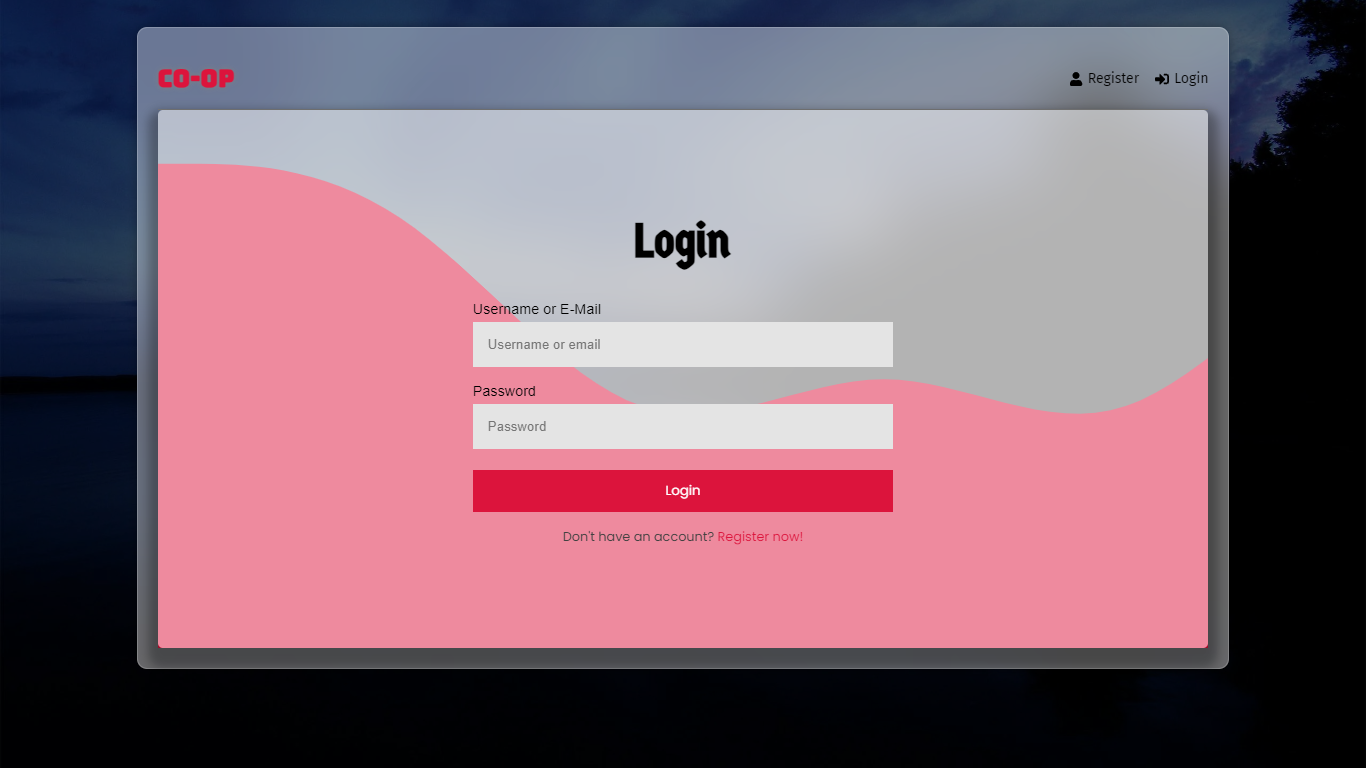 CO-OP
Register
Login
Login
Username or E-Mail
Username or email
Password
Password
Login
Don't have an account? Register now!